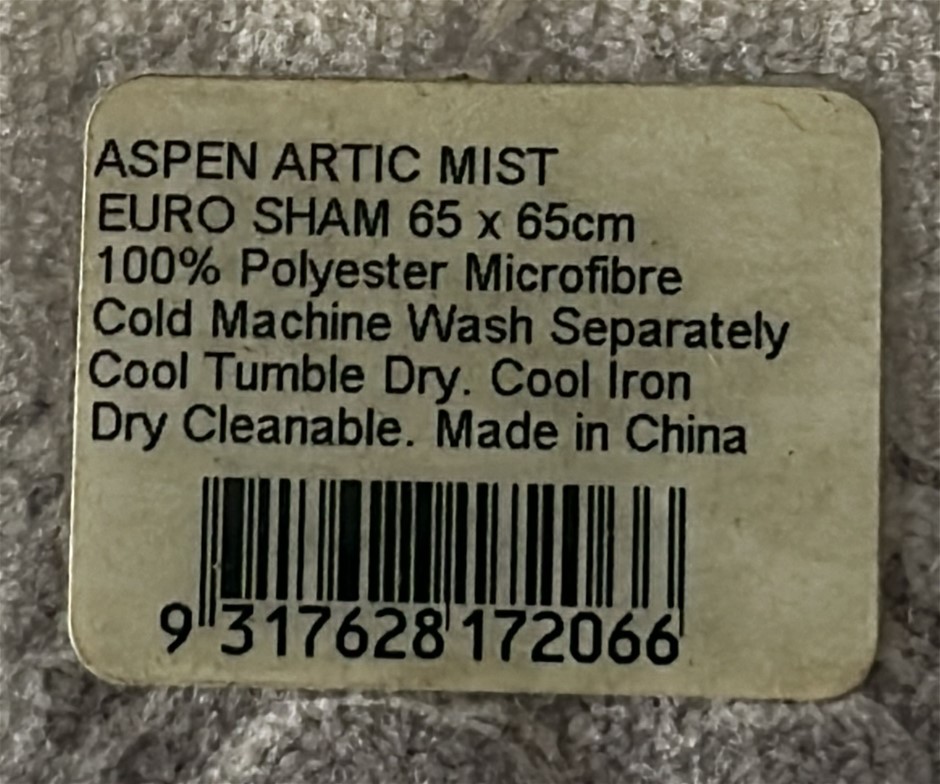 ASPEN ARTIC MIST
EURO SHAM 65 x 65cm
100% Polyester Microfibre
Cold Machine Wash Separately
Cool Tumble Dry. Cool Iron
Dry Cleanable. Made in China
9 317628 172066